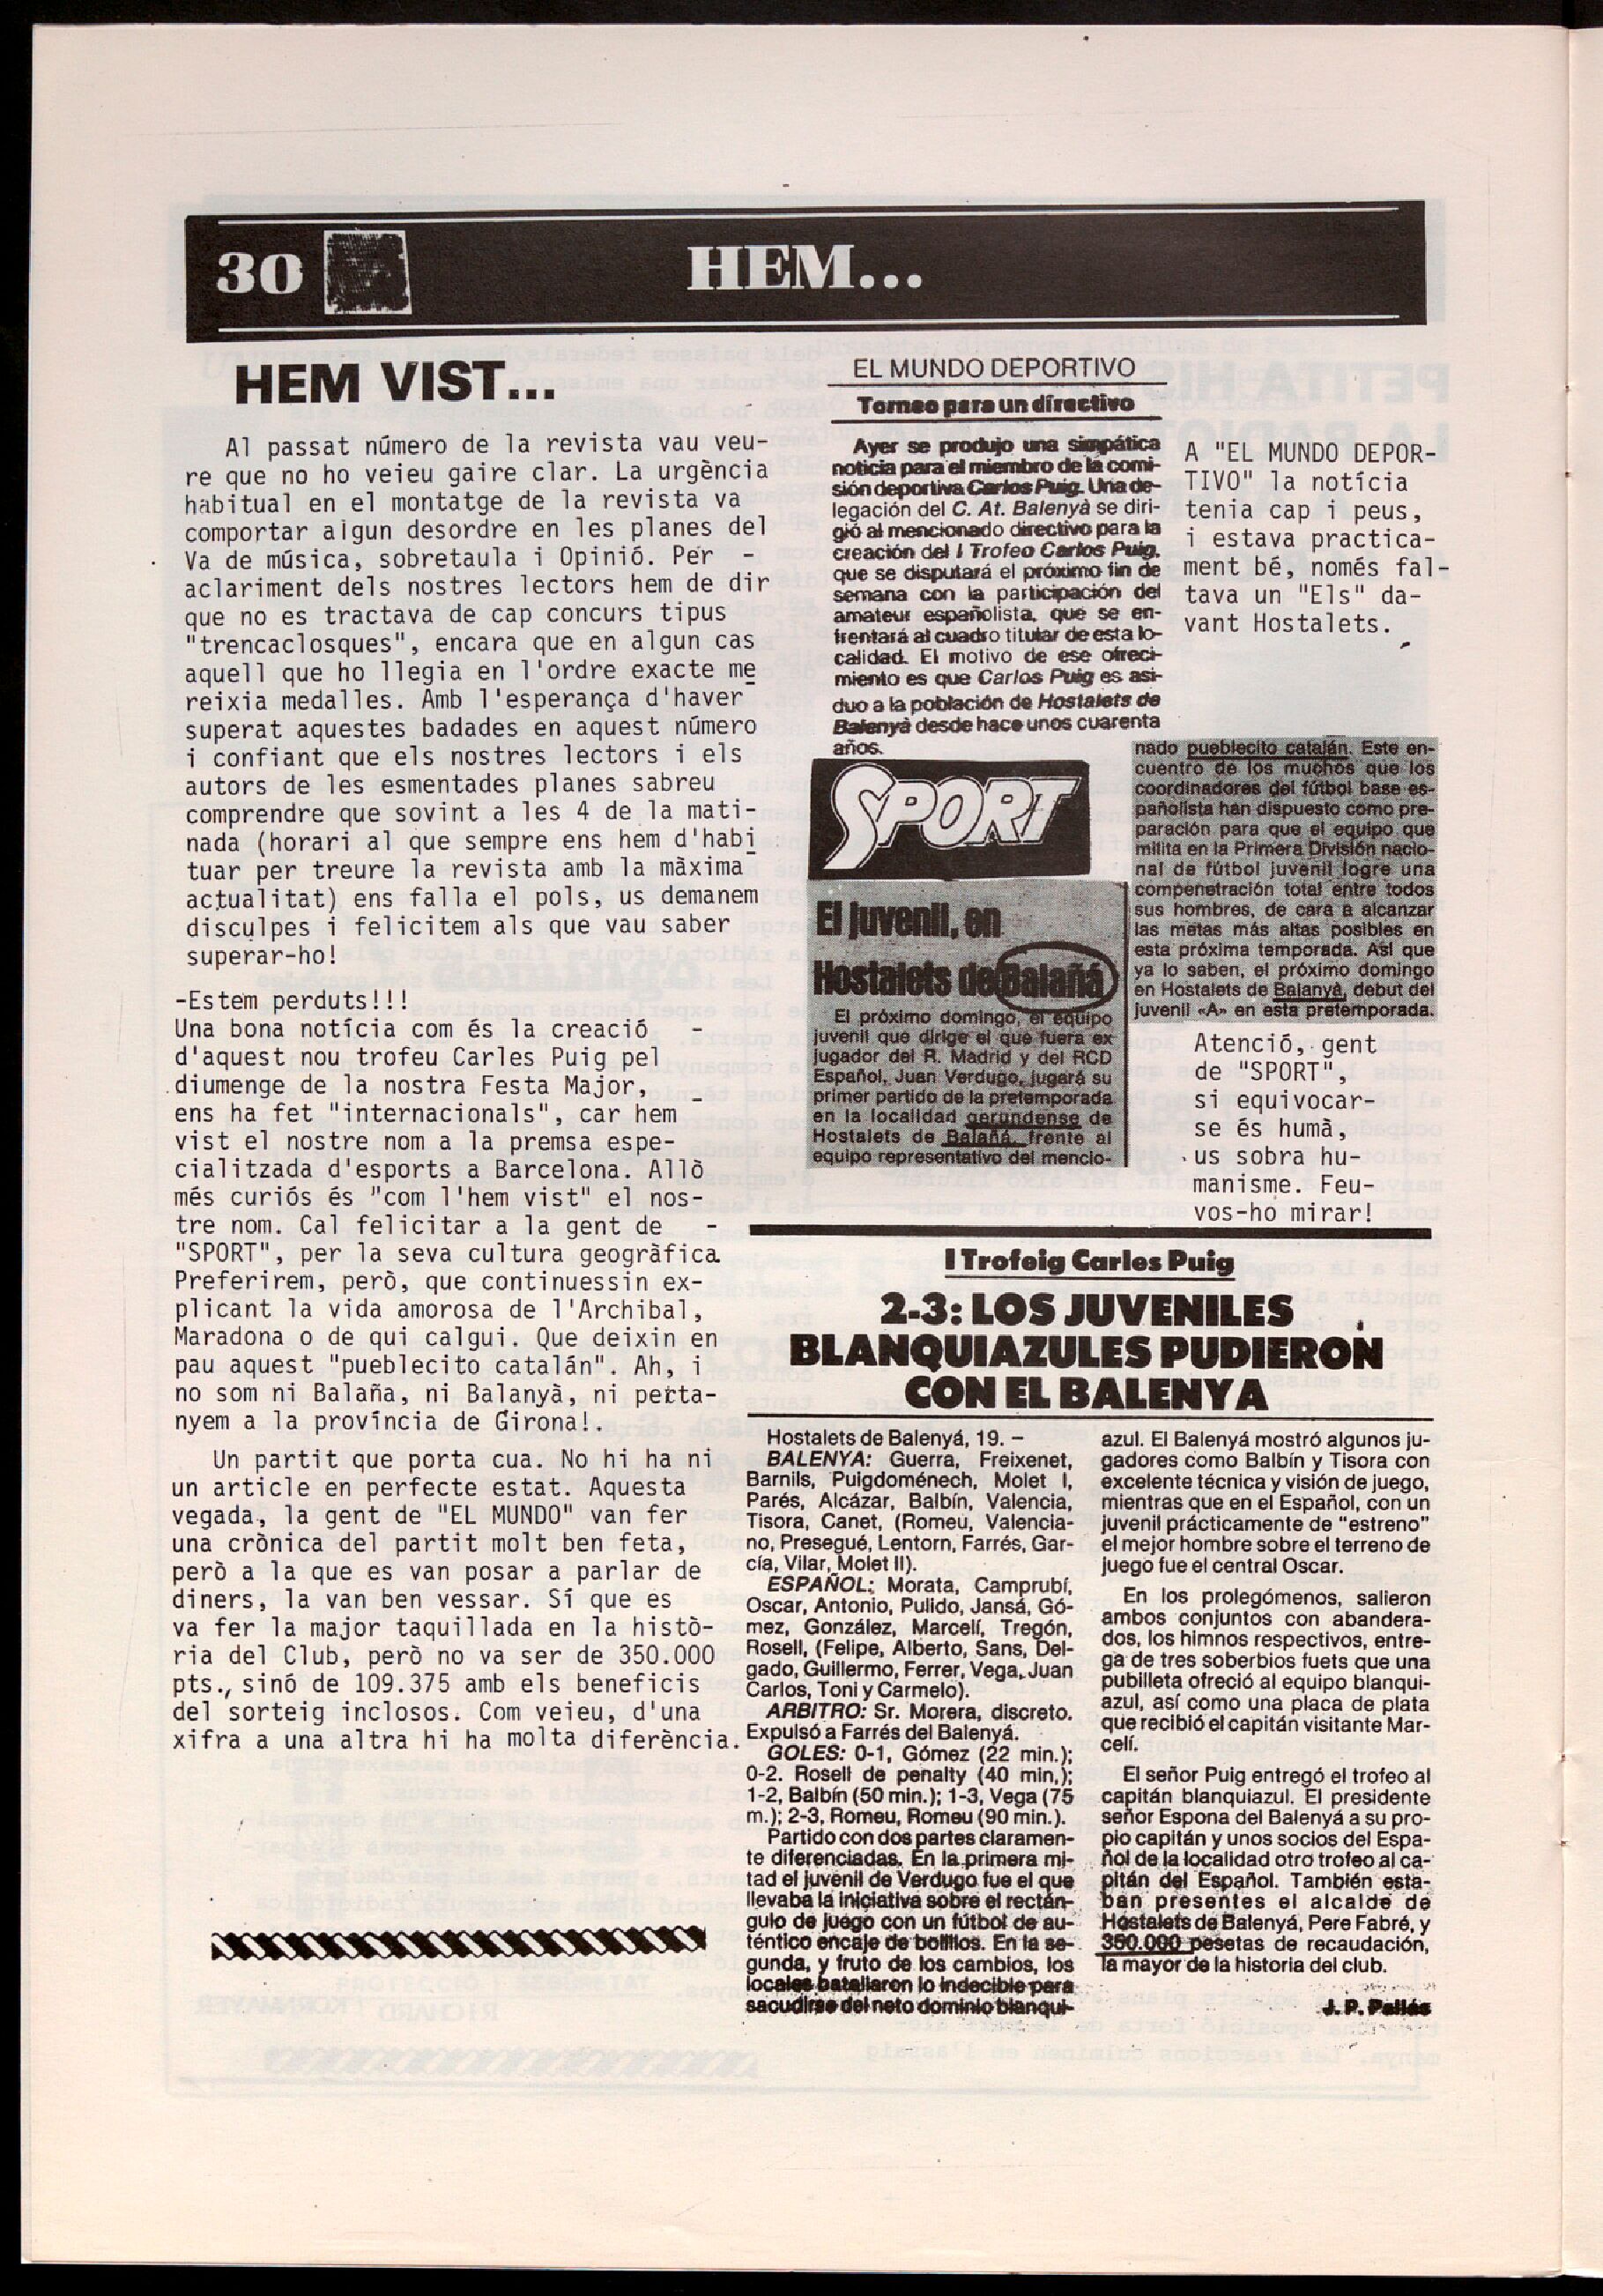 30
HEM...
HEM VIST...
Al passat número de la revista vau veu-
re que no ho veieu gaire clar. La urgència
habitual en el montatge de la revista va
comportar algun desordre en les planes del
Va de música, sobretaula i Opinió. Per -
aclariment dels nostres lectors hem de dir
que no es tractava de cap concurs tipus
"trencaclosques", encara que en algun cas
aquell que ho llegia en l'ordre exacte me
reixia medalles. Amb l'esperança d'haver
superat aquestes badades en aquest número
i confiant que els nostres lectors i els
autors de les esmentades planes sabreu
comprendre que sovint a les 4 de la mati-
nada (horari al que sempre ens hem d'habi
tuar per treure la revista amb la màxima
actualitat) ens falla el pols, us demanem
disculpes i felicitem als que vau saber
superar-ho!
-Estem perduts!!!
Una bona notícia com és la creació -
d'aquest nou trofeu Carles Puig pel
diumenge de la nostra Festa Major, -
ens ha fet "internacionals", car hem
vist el nostre nom a la premsa espe-
cialitzada d'esports a Barcelona. Allò
més curiós és "com l'hem vist" el nos-
tre nom. Cal felicitar a la gent de -
"SPORT", per la seva cultura geogràfica
Preferirem, però, que continuessin ex-
plicant la vida amorosa de l'Archibal,
Maradona o de qui calgui. Que deixin en
pau aquest "pueblecito catalán". Ah, i
no som ni Balaña, ni Balanyà, ni perta-
nyem a la província de Girona!.
Un partit que porta cua. No hi ha ni
un article en perfecte estat. Aquesta
vegada, la gent de "EL MUNDO" van fer
una crònica del partit molt ben feta,
però a la que es van posar a parlar de
diners, la van ben vessar. Sí que es
va fer la major taquillada en la histò-
ria del Club, però no va ser de 350.000
pts., sinó de 109.375 amb els beneficis
del sorteig inclosos. Com veieu, d'una
xifra a una altra hi ha molta diferència.
EL MUNDO DEPORTIVO
Torneo para un directivo
Ayer se produjo una simpática
noticia para el miembro de la comi-
sión deportiva Carlos Puig. Una de-
legación del C. At. Balenyà se diri-
gió al mencionado directivo para la
creación del I Trofeo Carlos Puig,
que se disputará el próximo fin de
semana con la participación del
amateur españolista, que se en-
frentará al cuadro titular de esta lo-
calidad. El motivo de ese ofreci-
miento es que Carlos Puig es asi-
duo a la población de Hostalets de
Balenyà desde hace unos cuarenta
años.
A "EL MUNDO DEPOR-
TIVO" la notícia
tenia cap i peus,
i estava practica-
ment bé, només fal-
tava un "Els" da-
vant Hostalets.
SPORT
El juvenil, en
Hostalets de Balañá
El próximo domingo, el equipo
juvenil que dirige el que fuera ex
jugador del R. Madrid y del RCD
Español, Juan Verdugo, jugará su
primer partido de la pretemporada
en la localidad gerundense de
Hostalets de Balañá, frente al
equipo representativo del mencio-
nado pueblecito catalán. Este en-
cuentro de los muchos que los
coordinadores del fútbol base es-
pañolista han dispuesto como pre-
paración para que el equipo que
milita en la Primera División nacio-
nal de fútbol juvenil logre una
compenetración total entre todos
sus hombres, de cara a alcanzar
las metas más altas posibles en
esta próxima temporada. Así que
ya lo saben, el próximo domingo
en Hostalets de Balanyà, debut del
juvenil «A» en esta pretemporada.
Atenció, gent
de "SPORT",
si equivocar-
se és humà,
us sobra hu-
manisme. Feu-
vos-ho mirar!
I Trofeig Carles Puig
2-3: LOS JUVENILES
BLANQUIAZULES PUDIERON
CON EL BALENYA
Hostalets de Balenyá, 19. –
BALENYA: Guerra, Freixenet,
Barnils, Puigdoménech, Molet I,
Parés, Alcázar, Balbín, Valencia,
Tisora, Canet, (Romeu, Valencia-
no, Presegué, Lentorn, Farrés, Gar-
cía, Vilar, Molet II).
ESPAÑOL: Morata, Camprubí,
Oscar, Antonio, Pulido, Jansá, Gó-
mez, González, Marcelí, Tregón,
Rosell, (Felipe, Alberto, Sans, Del-
gado, Guillermo, Ferrer, Vega, Juan
Carlos, Toni y Carmelo).
ARBITRO: Sr. Morera, discreto.
Expulsó a Farrés del Balenyá.
GOLES: 0-1, Gómez (22 min.);
0-2. Rosell de penalty (40 min,);
1-2, Balbín (50 min.); 1-3, Vega (75
m.); 2-3, Romeu, Romeu (90 min.).
Partido con dos partes claramen-
te diferenciadas. En la primera mi-
tad el juvenil de Verdugo fue el que
llevaba la iniciativa sobre el rectán-
gulo de juego con un fútbol de au-
téntico encaje de bolillos. En la se-
gunda, y fruto de los cambios, los
locales batallaron lo indecible para
sacudirse del neto dominio blanqui-
azul. El Balenyá mostró algunos ju-
gadores como Balbín y Tisora con
excelente técnica y visión de juego,
mientras que en el Español, con un
juvenil prácticamente de "estreno"
el mejor hombre sobre el terreno de
juego fue el central Oscar.
En los prolegómenos, salieron
ambos conjuntos con abandera-
dos, los himnos respectivos, entre-
ga de tres soberbios fuets que una
pubilleta ofreció al equipo blanqui-
azul, así como una placa de plata
que recibió el capitán visitante Mar-
celí.
El señor Puig entregó el trofeo al
capitán blanquiazul. El presidente
señor Espona del Balenyá a su pro-
pio capitán y unos socios del Espa-
ñol de la localidad otro trofeo al ca-
pitán del Español. También esta-
ban presentes el alcalde de
Hostalets de Balenyá, Pere Fabré, y
350.000 pesetas de recaudación,
la mayor de la historia del club.
J. P. Pallás